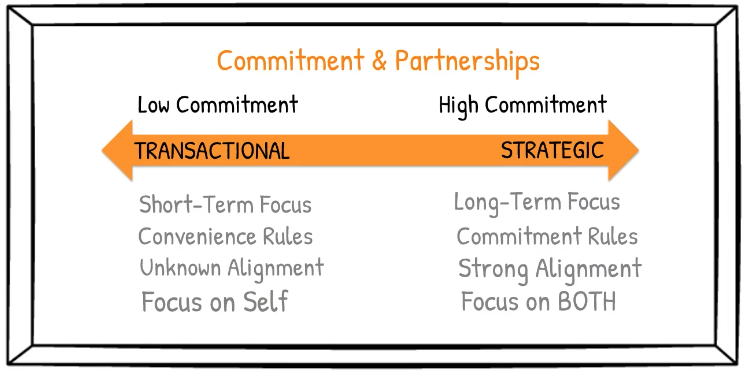 Commitment & Partnerships
Low Commitment
High Commitment
TRANSACTIONAL
STRATEGIC
Short-Term Focus
Convenience Rules
Unknown Alignment
Focus on Self
Long-Term Focus
Commitment Rules
Strong Alignment
Focus on BOTH